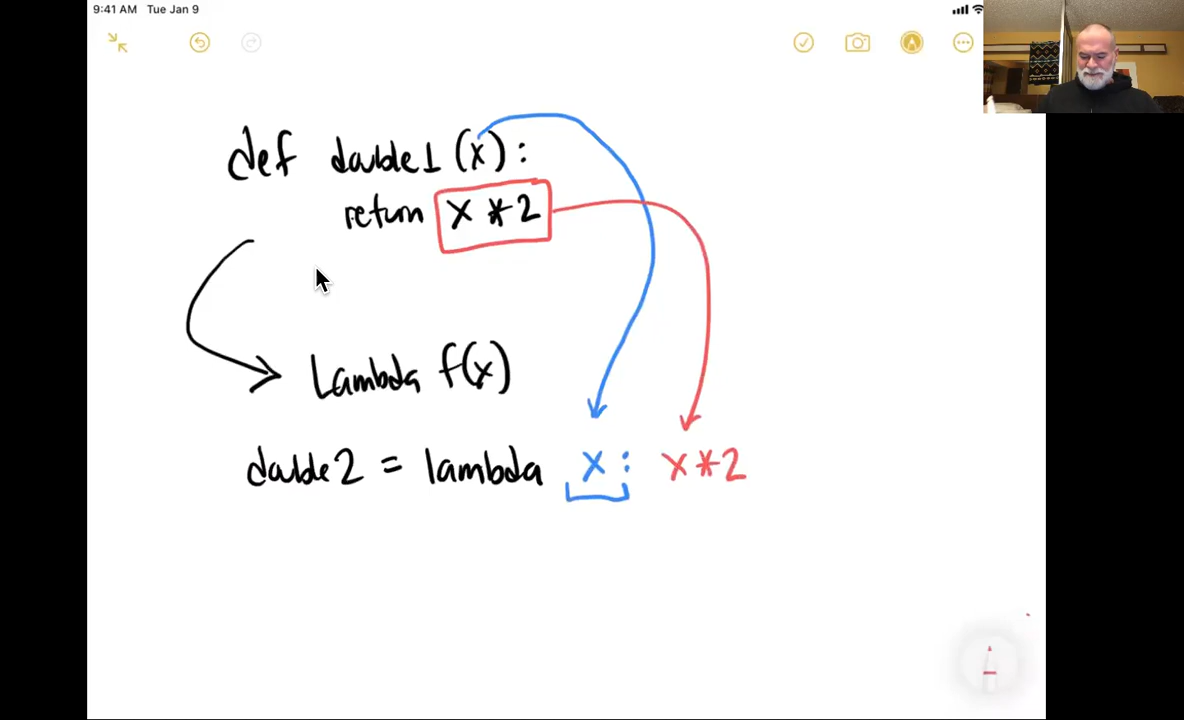 9:41 AM Tue Jan 9
def double1 (x):
return x *2
Lambda f(x)
double2 = lambda x: x*2